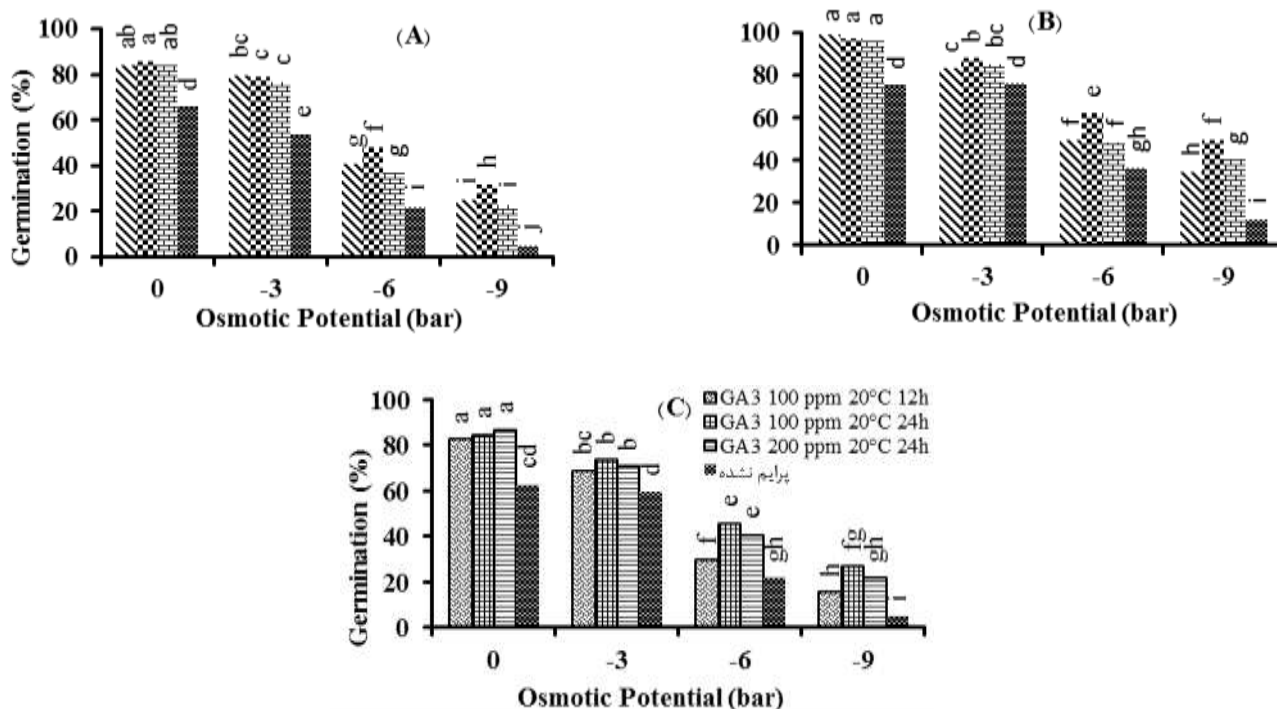 (A)
Germination (%)
100
80
60
40
20
0
ab a ab d
bc c c e
g f g i
i h i j
0 -3 -6 -9
Osmotic Potential (bar)
(B)
Germination (%)
100
80
60
40
20
0
a a a d
c b bc d
f e f gh
h f g i
0 -3 -6 -9
Osmotic Potential (bar)
(C)
Germination (%)
100
80
60
40
20
0
a a a cd
bc b b d
f e e gh
h fg gh i
0 -3 -6 -9
Osmotic Potential (bar)
GA3 100 ppm 20°C 12h
GA3 100 ppm 20°C 24h
GA3 200 ppm 20°C 24h
پرایم نشده